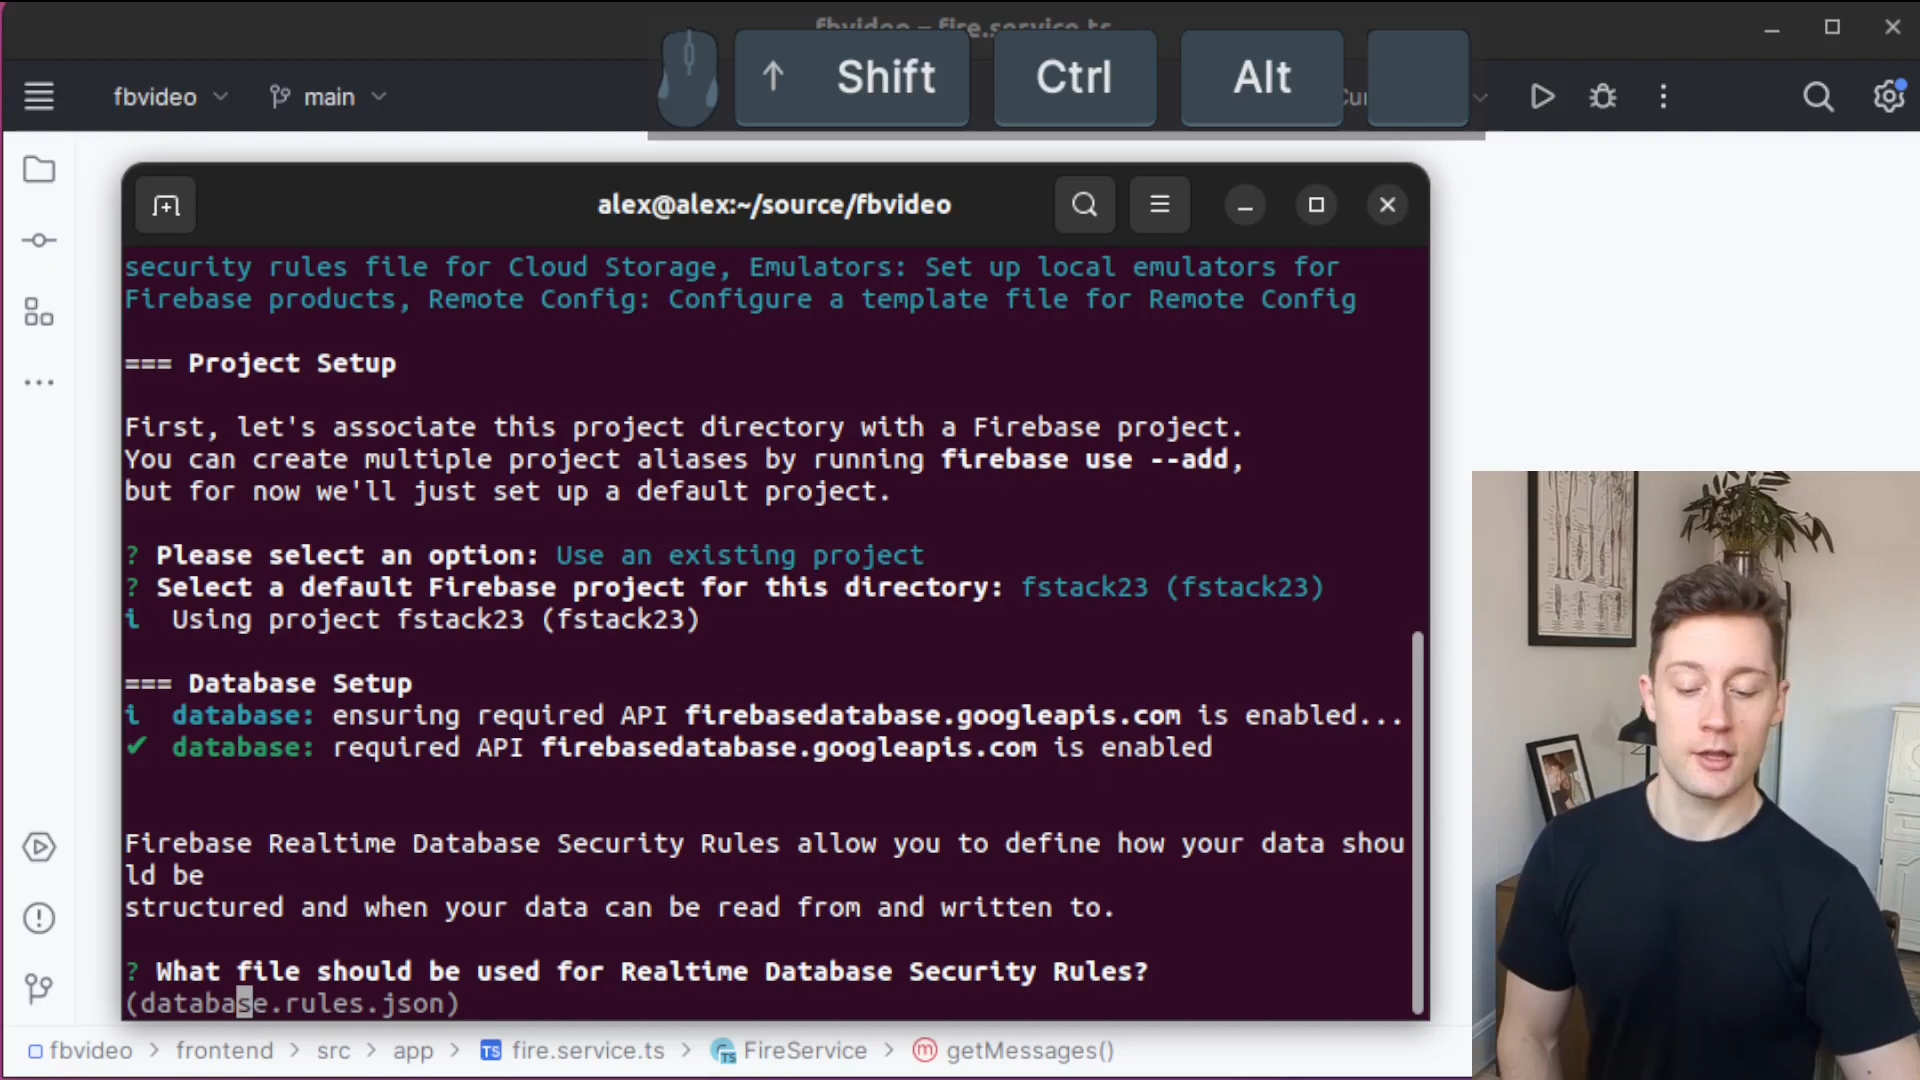 fbvideo – fire.service.ts
fbvideo
main
Shift
Ctrl
Alt
Cur
alex@alex:~/source/fbvideo
security rules file for Cloud Storage, Emulators: Set up local emulators for
Firebase products, Remote Config: Configure a template file for Remote Config
=== Project Setup
First, let's associate this project directory with a Firebase project.
You can create multiple project aliases by running firebase use --add,
but for now we'll just set up a default project.
? Please select an option: Use an existing project
? Select a default Firebase project for this directory: fstack23 (fstack23)
i  Using project fstack23 (fstack23)
=== Database Setup
i  database: ensuring required API firebasedatabase.googleapis.com is enabled...
✔  database: required API firebasedatabase.googleapis.com is enabled
Firebase Realtime Database Security Rules allow you to define how your data shou
ld be
structured and when your data can be read from and written to.
? What file should be used for Realtime Database Security Rules?
(database.rules.json)
fbvideo > frontend > src > app > TS fire.service.ts > TS FireService > m getMessages()